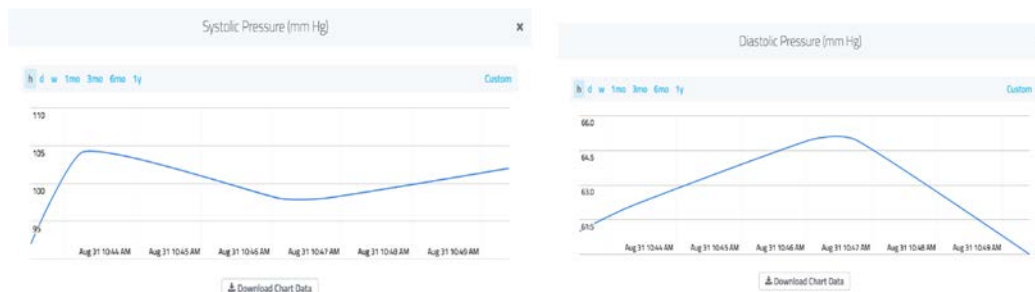 Systolic Pressure (mm Hg)
x
h d w 1mo 3mo 6mo 1y
Custom
110
105
100
95
Aug 31 10:44 AM Aug 31 10:45 AM Aug 31 10:46 AM Aug 31 10:47 AM Aug 31 10:48 AM Aug 31 10:49 AM
Download Chart Data
Diastolic Pressure (mm Hg)
h d w 1mo 3mo 6mo 1y
Custom
66.0
64.5
63.0
61.5
Aug 31 10:44 AM Aug 31 10:45 AM Aug 31 10:46 AM Aug 31 10:47 AM Aug 31 10:48 AM Aug 31 10:49 AM
Download Chart Data